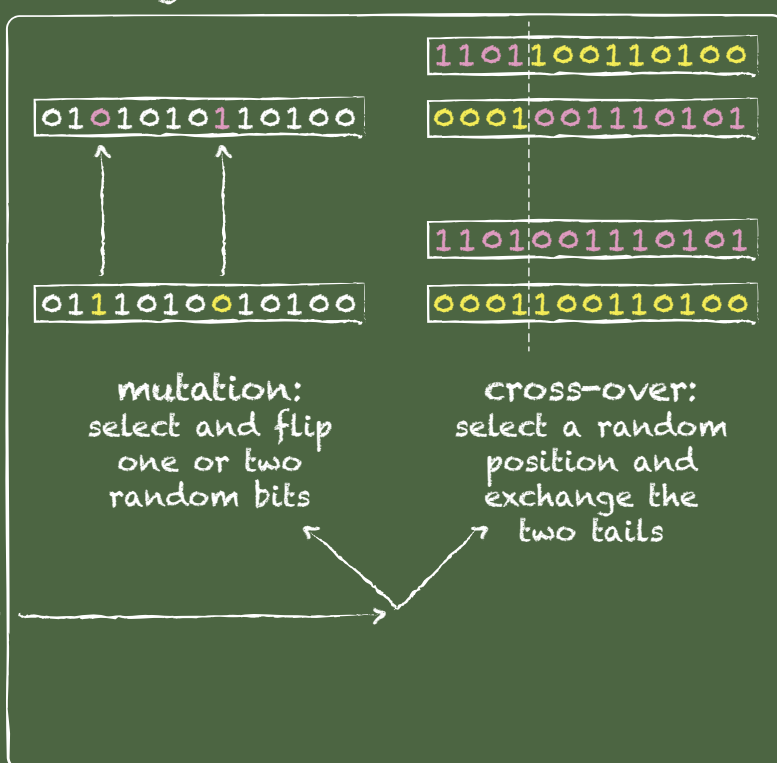 0101010110100
0111010010100
mutation:
select and flip
one or two
random bits
1101100110100
0001001110101
1101001110101
0001100110100
cross-over:
select a random
position and
exchange the
two tails